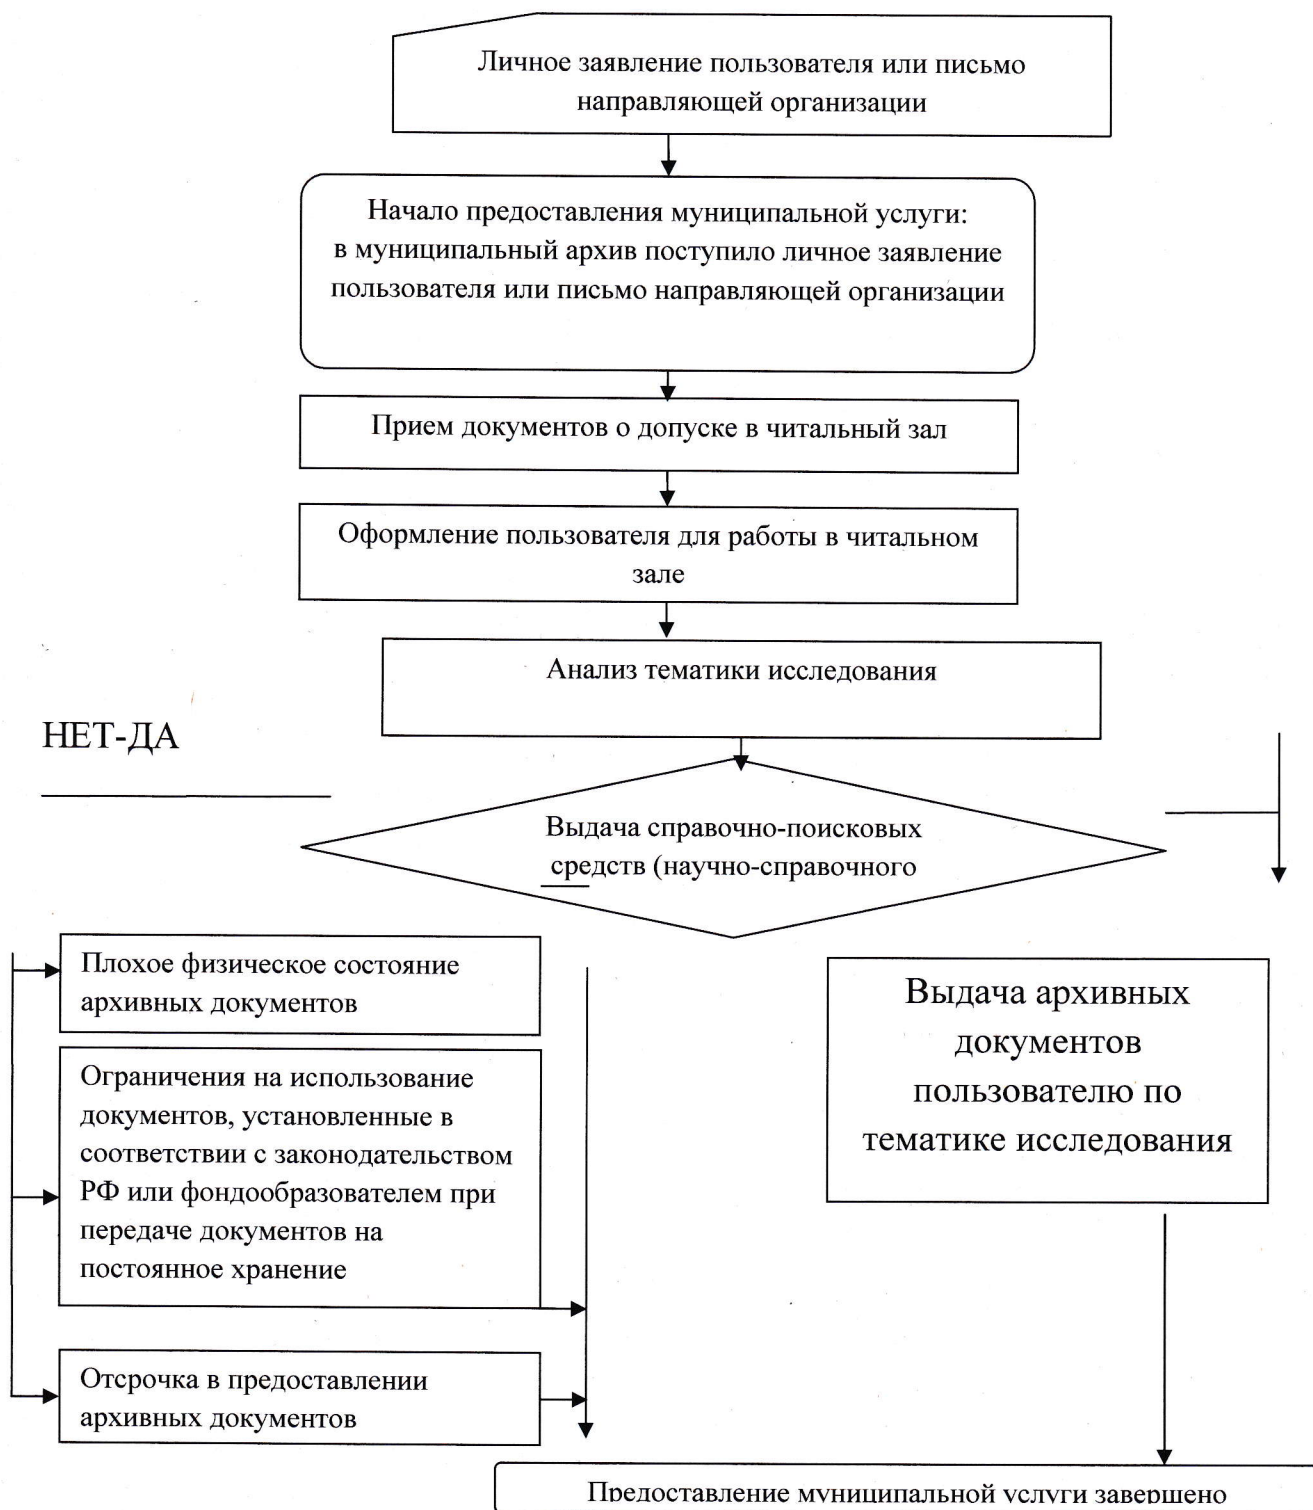 Личное заявление пользователя или письмо
направляющей организации
Начало предоставления муниципальной услуги:
в муниципальный архив поступило личное заявление
пользователя или письмо направляющей организации
Прием документов о допуске в читальный зал
Оформление пользователя для работы в читальном
зале
Анализ тематики исследования
НЕТ-ДА
Выдача справочно-поисковых
средств (научно-справочного
Плохое физическое состояние
архивных документов
Ограничения на использование
документов, установленные в
соответствии с законодательством
РФ или фондообразователем при
передаче документов на
постоянное хранение
Отсрочка в предоставлении
архивных документов
Выдача архивных
документов
пользователю по
тематике исследования
Предоставление муниципальной услуги завершено